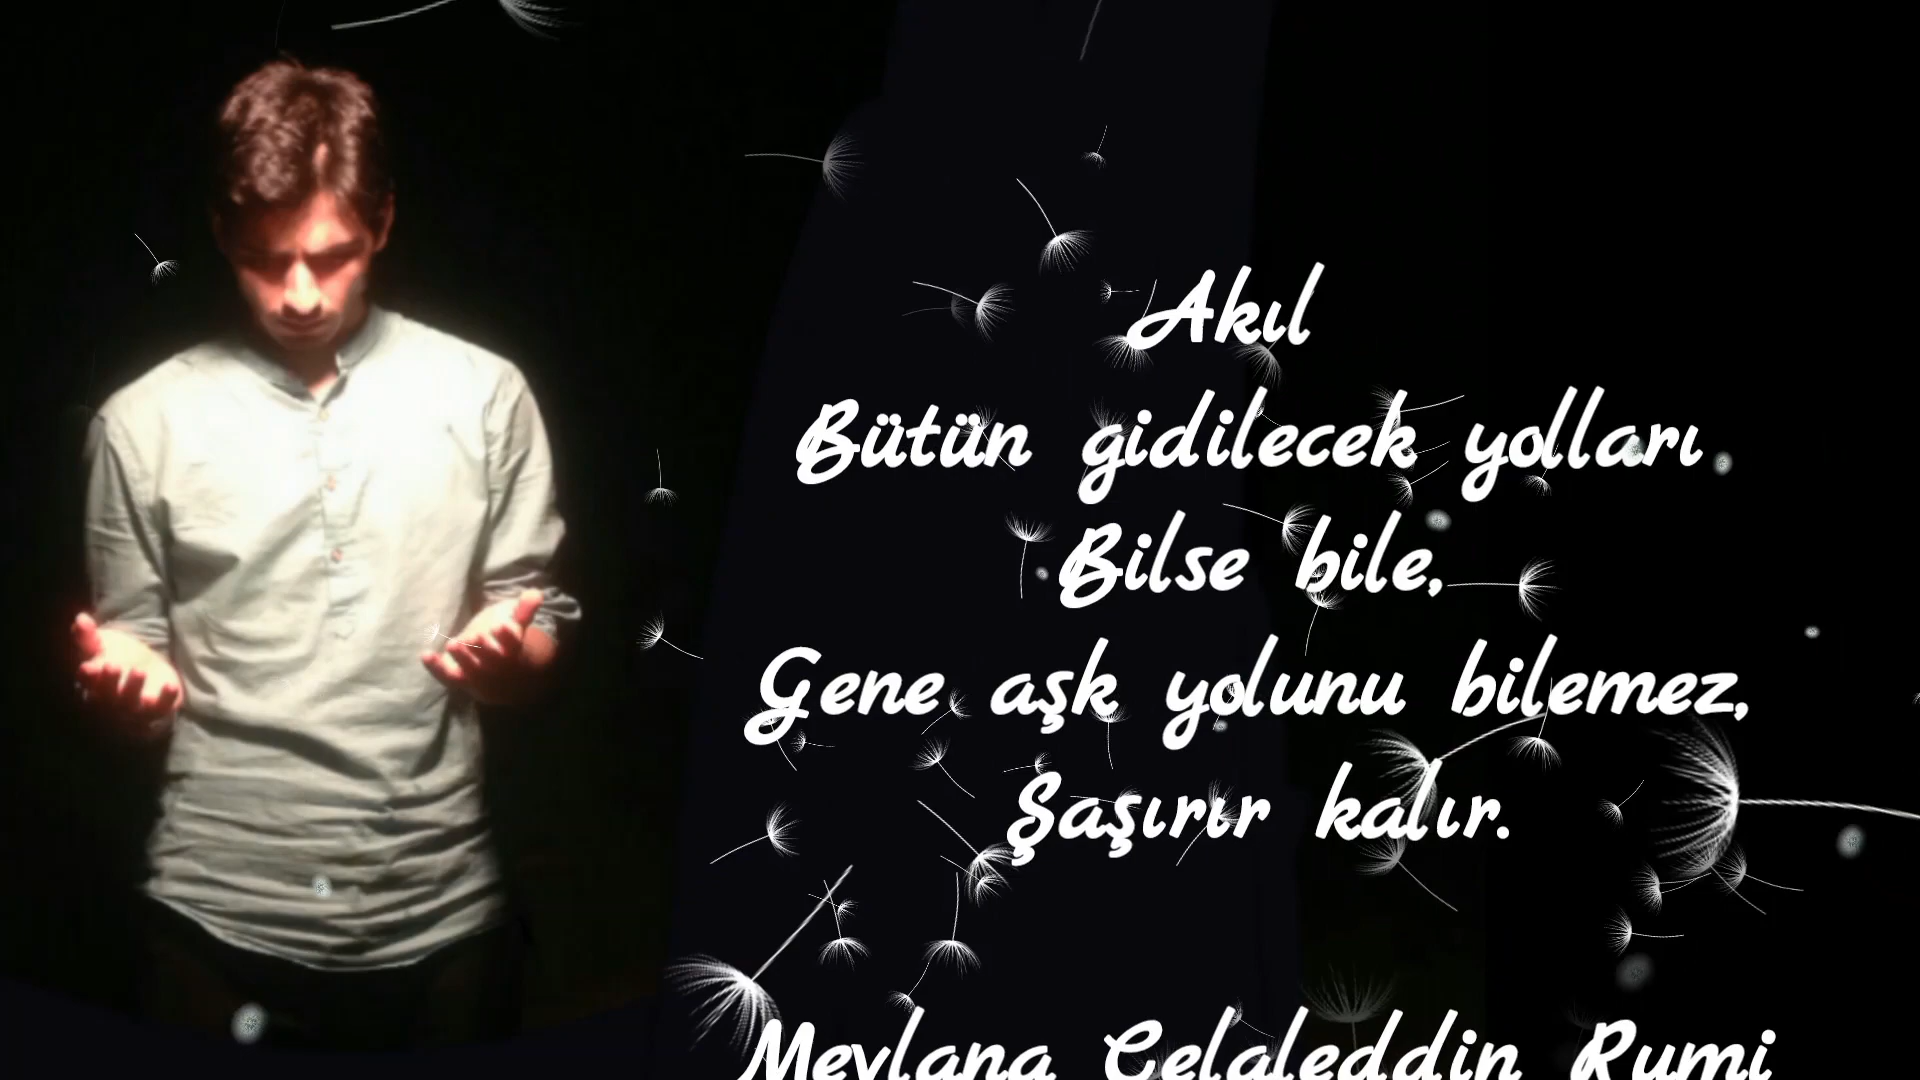 Akıl
Bütün gidilecek yolları
Bilse bile,
Gene aşk yolunu bilemez,
Şaşırır kalır.
Mevlana Celaleddin Rumi